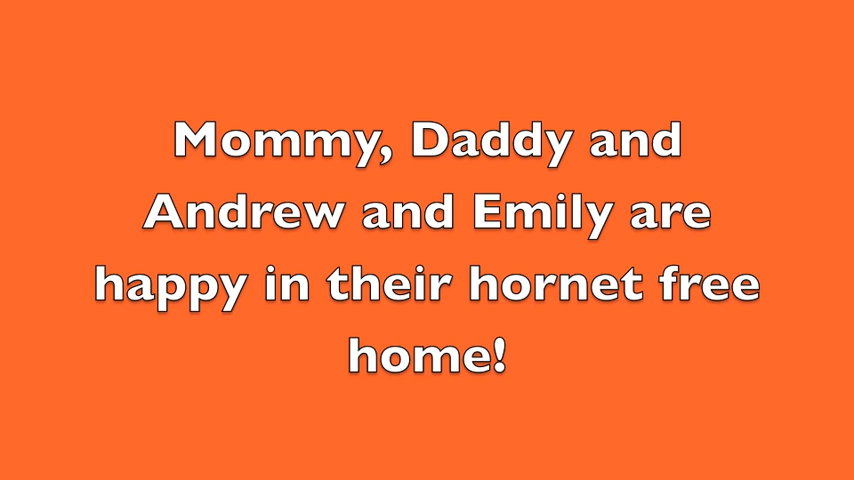 Mommy, Daddy and
Andrew and Emily are
happy in their hornet free
home!